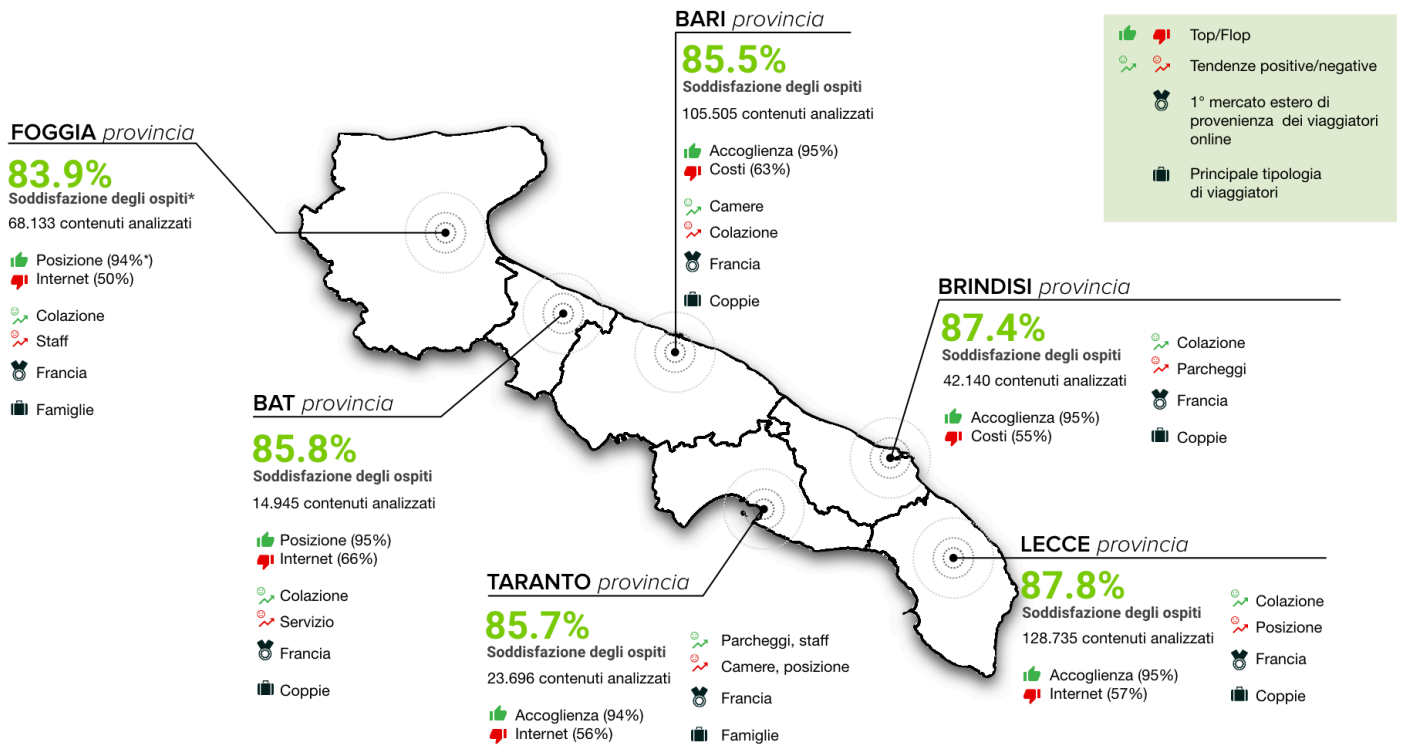 BARI provincia
85.5%
Soddisfazione degli ospiti
105.505 contenuti analizzati
Accoglienza (95%)
Costi (63%)
Camere
Colazione
Francia
Coppie
Top/Flop
Tendenze positive/negative
1° mercato estero di
provenienza dei viaggiatori
online
Principale tipologia
di viaggiatori
FOGGIA provincia
83.9%
Soddisfazione degli ospiti*
68.133 contenuti analizzati
Posizione (94%*)
Internet (50%)
Colazione
Staff
Francia
Famiglie
BRINDISI provincia
87.4%
Soddisfazione degli ospiti
42.140 contenuti analizzati
Accoglienza (95%)
Costi (55%)
Colazione
Parcheggi
Francia
Coppie
BAT provincia
85.8%
Soddisfazione degli ospiti
14.945 contenuti analizzati
Posizione (95%)
Internet (66%)
Colazione
Servizio
Francia
Coppie
TARANTO provincia
85.7%
Soddisfazione degli ospiti
23.696 contenuti analizzati
Accoglienza (94%)
Internet (56%)
Parcheggi, staff
Camere, posizione
Francia
Famiglie
LECCE provincia
87.8%
Soddisfazione degli ospiti
128.735 contenuti analizzati
Accoglienza (95%)
Internet (57%)
Colazione
Posizione
Francia
Coppie